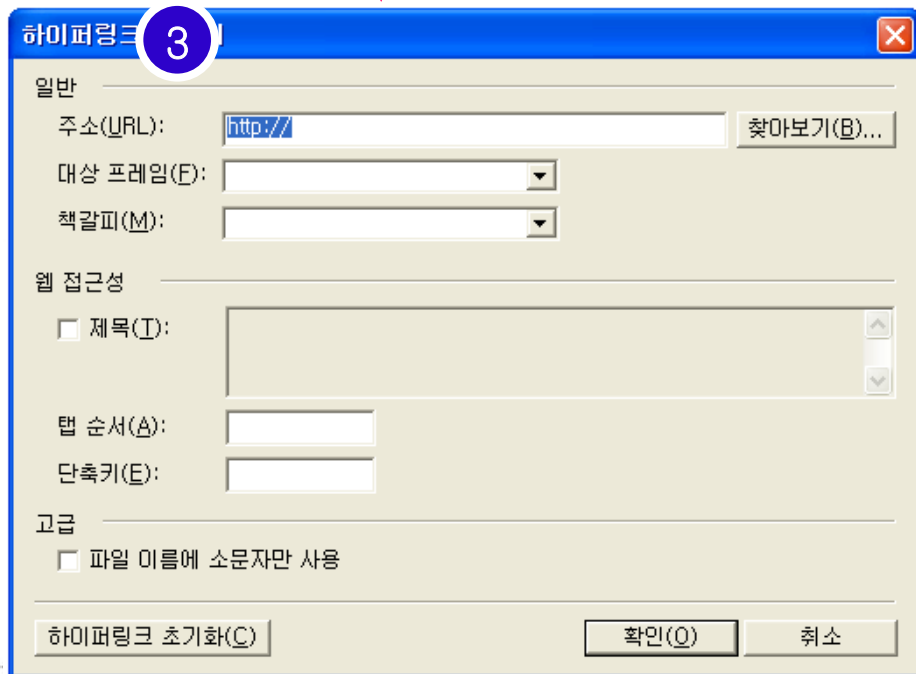 하이퍼링크
3
일반
주소(URL): http:// 찾아보기(B)...
대상 프레임(F):
책갈피(M):
웹 접근성
제목(T):
탭 순서(A):
단축키(E):
고급
파일 이름에 소문자만 사용
하이퍼링크 초기화(C) 확인(O) 취소